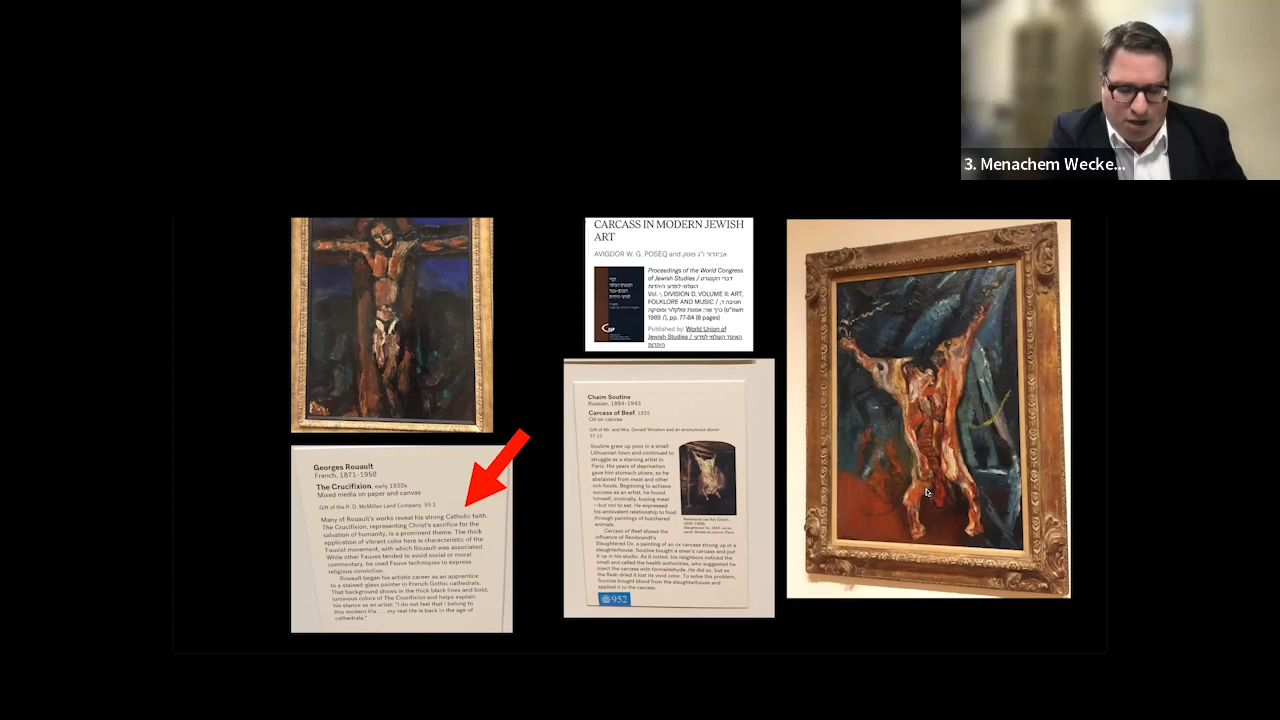 3. Menachem Wecke...
CARCASS IN MODERN JEWISH
ART
AVIGDOR W. G. POSEQ and אביגדור ו"ג פוסק
Proceedings of the World Congress
of Jewish Studies / דברי הקונגרס
העולמי למדעי היהדות
DIVISION D, VOLUME II: ART,
FOLKLORE AND MUSIC /
pp. 77-84 (8 pages)
Published by: World Union of
Jewish Studies / האיגוד העולמי למדעי
היהדות
Georges Rouault
French, 1871–1958
The Crucifixion, early 1920s
Mixed media on paper and canvas
Gift of the P. D. McMillan Land Company 55.1
Many of Rouault's works reveal his strong Catholic faith.
The Crucifixion, representing Christ's sacrifice for the
salvation of humanity, is a prominent theme. The thick
application of vibrant color here is characteristic of the
Fauvist movement, with which Rouault was associated.
While other Fauves tended to avoid social or moral
commentary, he used Fauve techniques to express
religious conviction.
Rouault began his artistic career as an apprentice
to a stained-glass painter in French Gothic cathedrals.
That background shows in the thick black lines and bold,
luminous colors of The Crucifixion and helps explain
his stance as an artist: "I do not feel that I belong to
this modern life . . . my real life is back in the age of
cathedrals."
Chaim Soutine
Russian, 1894–1943
Carcass of Beef, 1925
Oil on canvas
Gift of Mr. and Mrs. Donald Winston and an anonymous donor
57.12
Soutine grew up poor in a small
Lithuanian town and continued to
struggle as a starving artist in
Paris. His years of deprivation
gave him stomach ulcers, so he
abstained from meat and other
rich foods. Beginning to achieve
success as an artist, he found
himself, ironically, buying meat
—but not to eat. He expressed
his ambivalent relationship to food
through paintings of butchered
animals.
Carcass of Beef shows the
influence of Rembrandt's
Slaughtered Ox, a painting of an ox carcass strung up in a
slaughterhouse. Soutine bought a steer's carcass and put
it up in his studio. As it rotted, his neighbors noticed the
smell and called the health authorities, who suggested he
inject the carcass with formaldehyde. He did so, but as
the flesh dried it lost its vivid color. To solve the problem,
Soutine bought blood from the slaughterhouse and
applied it to the carcass.
952